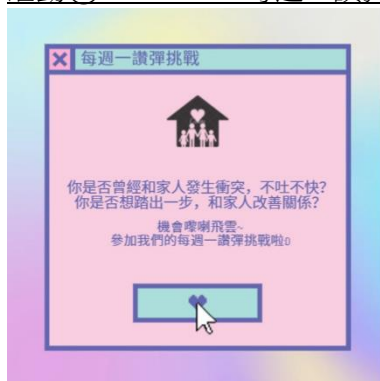 每週一讚彈挑戰
你是否曾經和家人發生衝突，不吐不快?
你是否想踏出一步，和家人改善關係?
機會嚟喇飛雲~
參加我們的每週一讚彈挑戰啦D